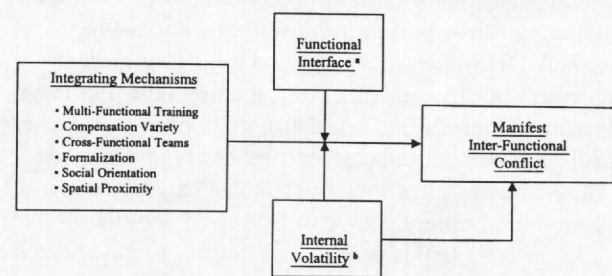 Functional
Interface ᵃ
Integrating Mechanisms
• Multi-Functional Training
• Compensation Variety
• Cross-Functional Teams
• Formalization
• Social Orientation
• Spatial Proximity
Manifest
Inter-Functional
Conflict
Internal
Volatility ᵇ